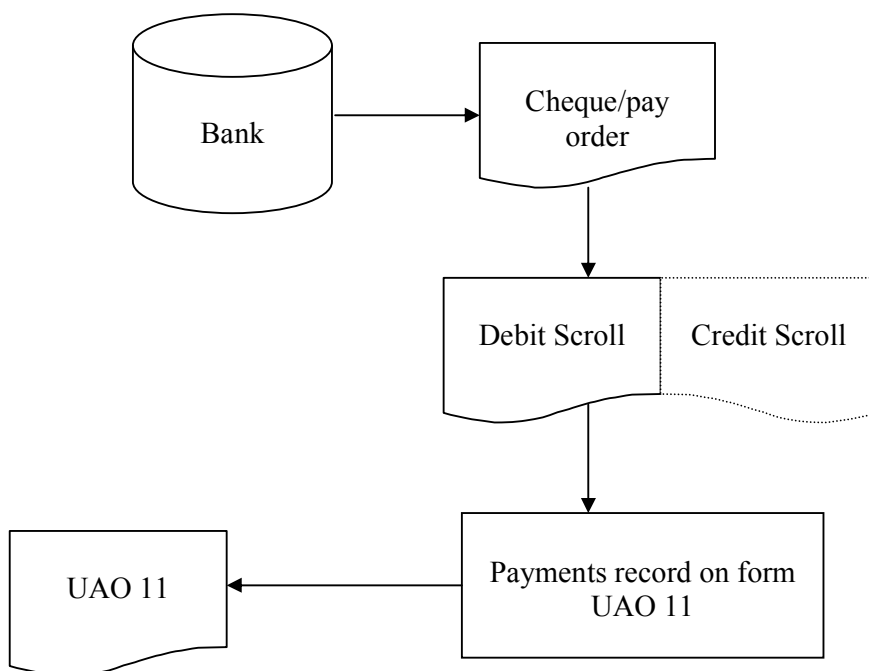 Bank
Cheque/pay
order
Debit Scroll
Credit Scroll
Payments record on form
UAO 11
UAO 11